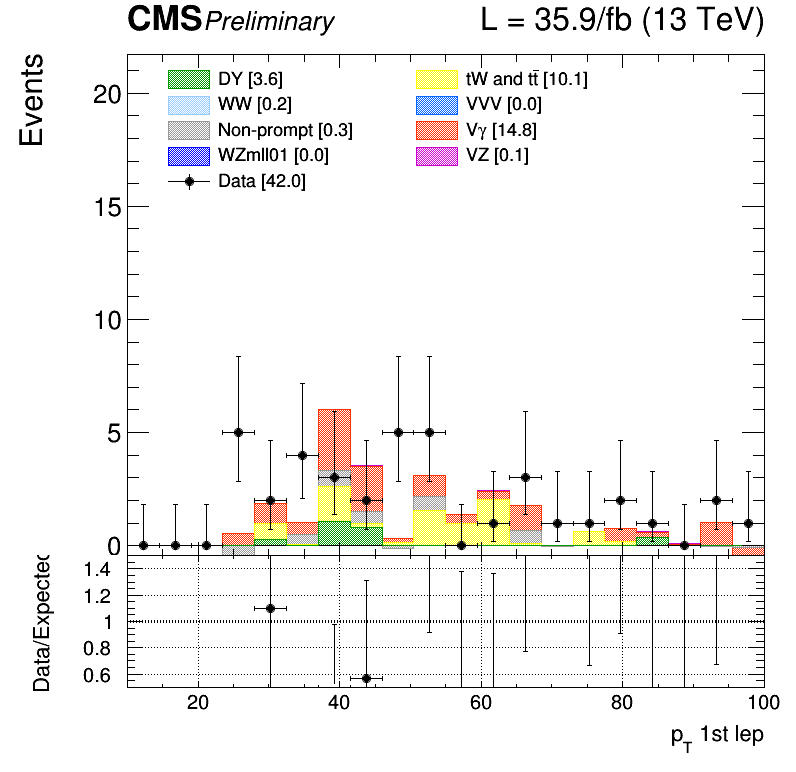 CMS Preliminary L = 35.9/fb (13 TeV)
Events
DY [3.6] tW and tt̄ [10.1]
WW [0.2] VVV [0.0]
Non-prompt [0.3] Vγ [14.8]
WZmll01 [0.0] VZ [0.1]
Data [42.0]
20
15
10
5
0
Data/Expected
1.4
1.2
1
0.8
0.6
20 40 60 80 100
p_T 1st lep